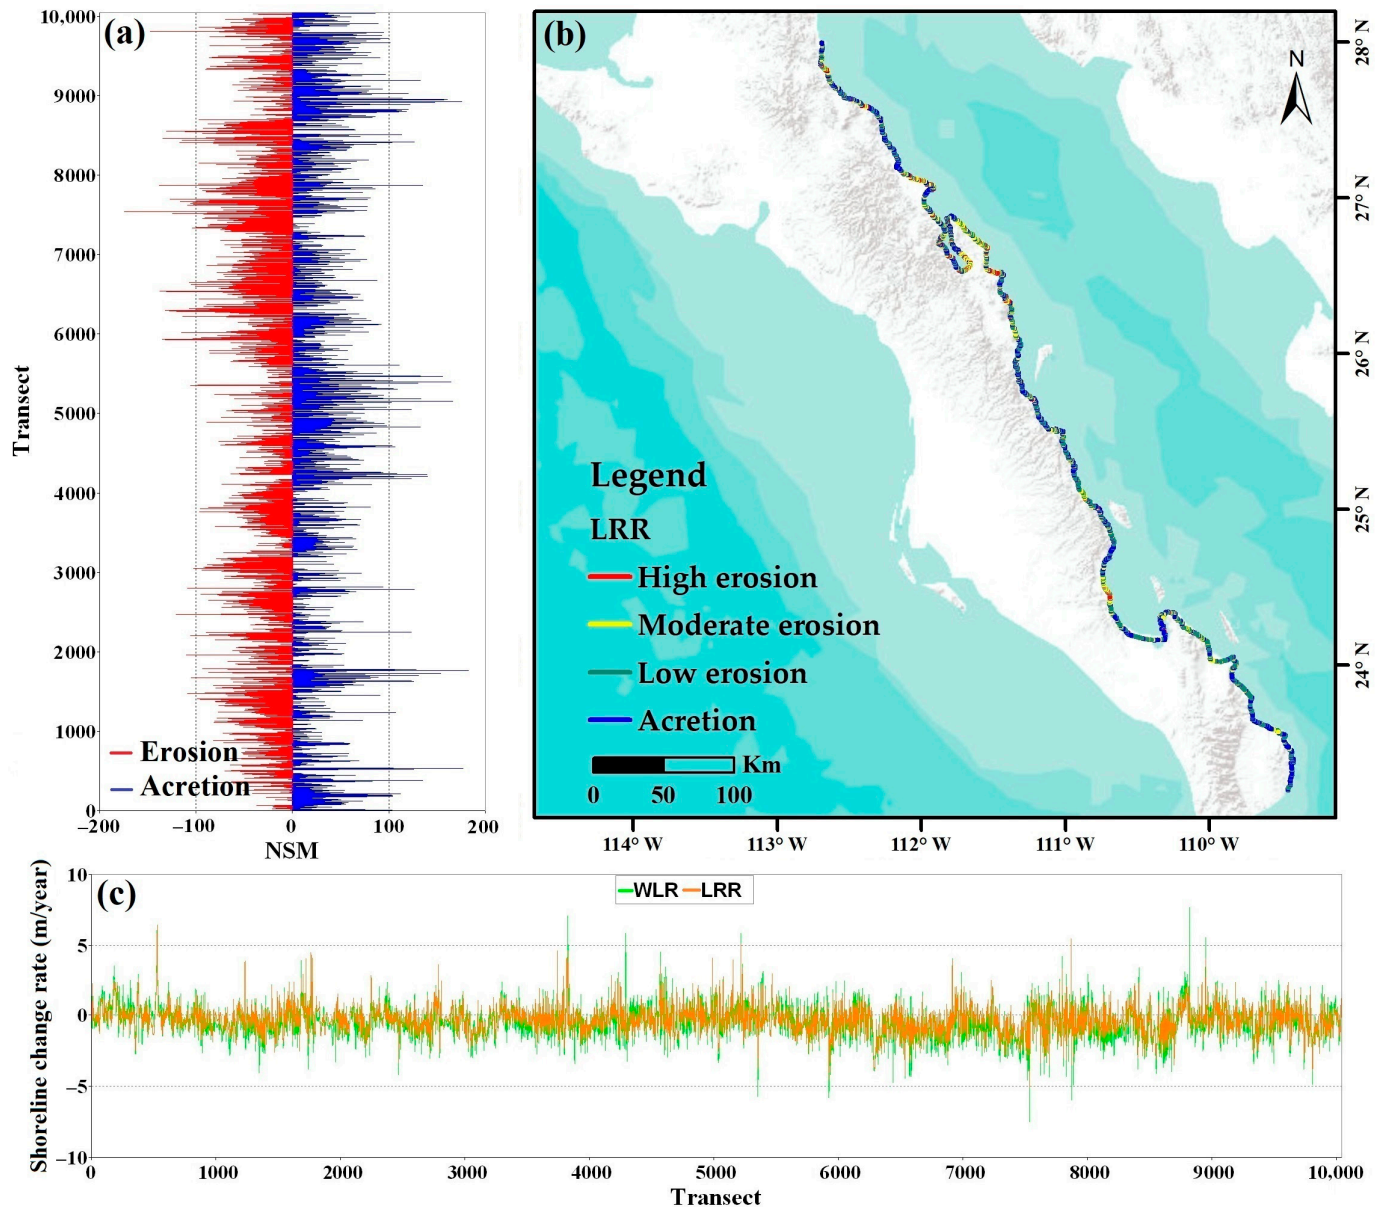 (a)
10,000
9000
8000
7000
6000
5000
4000
3000
2000
1000
0
Transect
Erosion
Acretion
−200
−100
0
100
200
NSM
(b)
N
28° N
27° N
26° N
25° N
24° N
Legend
LRR
High erosion
Moderate erosion
Low erosion
Acretion
Km
0 50 100
114° W 113° W 112° W 111° W 110° W
(c)
WLR LRR
Shoreline change rate (m/year)
10
5
0
−5
−10
0 1000 2000 3000 4000 5000 6000 7000 8000 9000 10,000
Transect